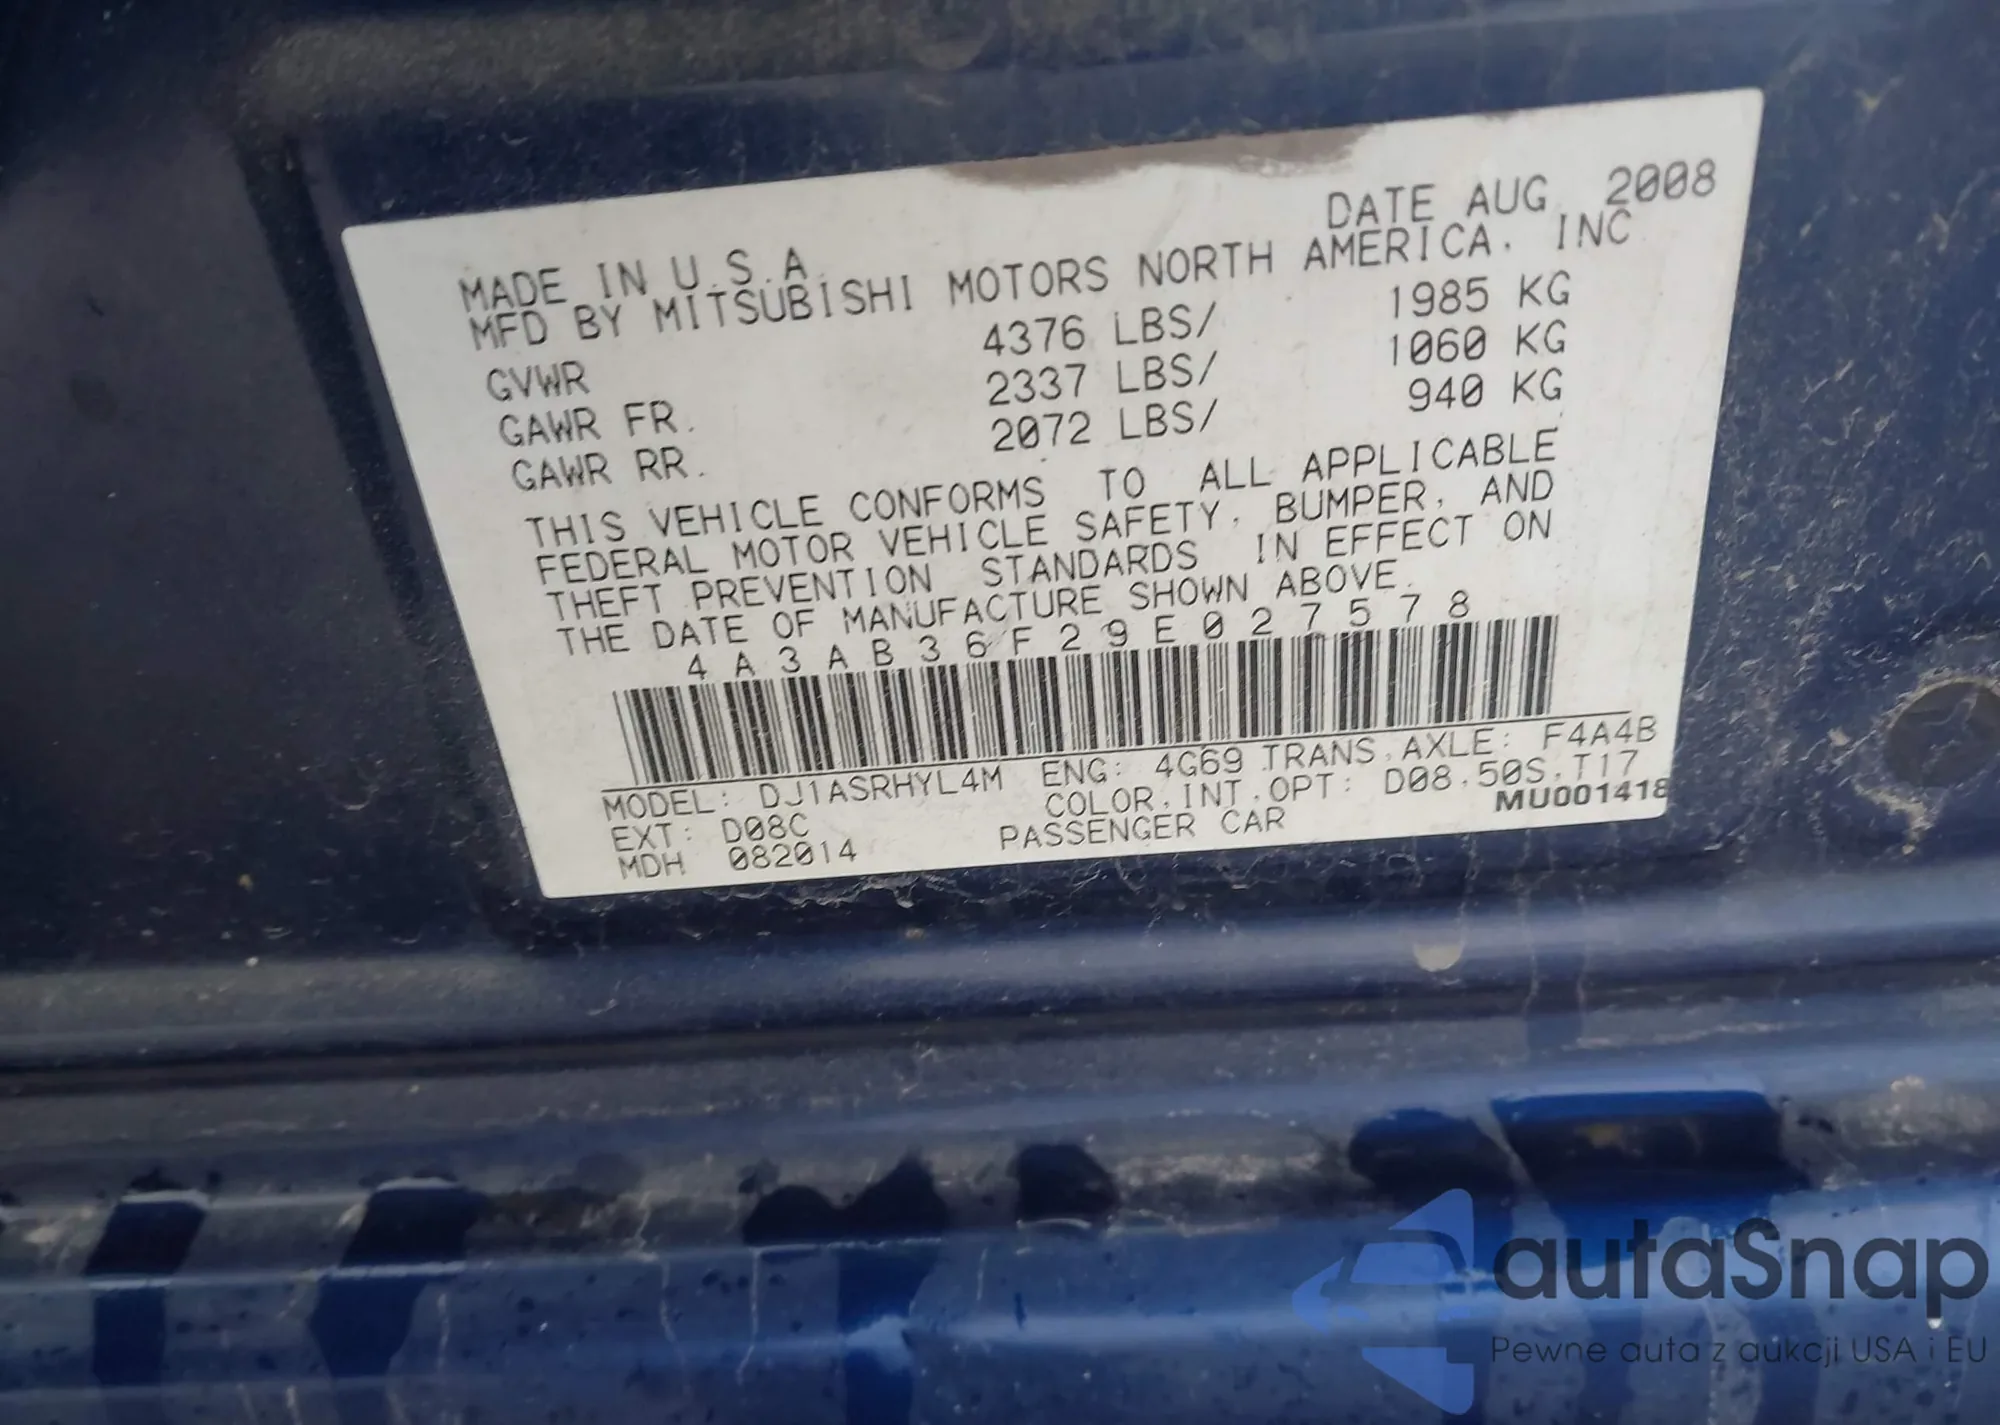 DATE AUG 2008
MADE IN U.S.A.
MFD BY MITSUBISHI MOTORS NORTH AMERICA, INC
GVWR 4376 LBS/ 1985 KG
GAWR FR. 2337 LBS/ 1060 KG
GAWR RR. 2072 LBS/ 940 KG
THIS VEHICLE CONFORMS TO ALL APPLICABLE
FEDERAL MOTOR VEHICLE SAFETY, BUMPER, AND
THEFT PREVENTION STANDARDS IN EFFECT ON
THE DATE OF MANUFACTURE SHOWN ABOVE.
4A3AB36F29E027578
MODEL: DJ1ASRHYL4M ENG: 4G69 TRANS.AXLE: F4A4B
EXT: D08C COLOR.INT.OPT: D08.50S.T17
MDH 082014 PASSENGER CAR MU001418
autaSnap
Pewne auta z aukcji USA i EU